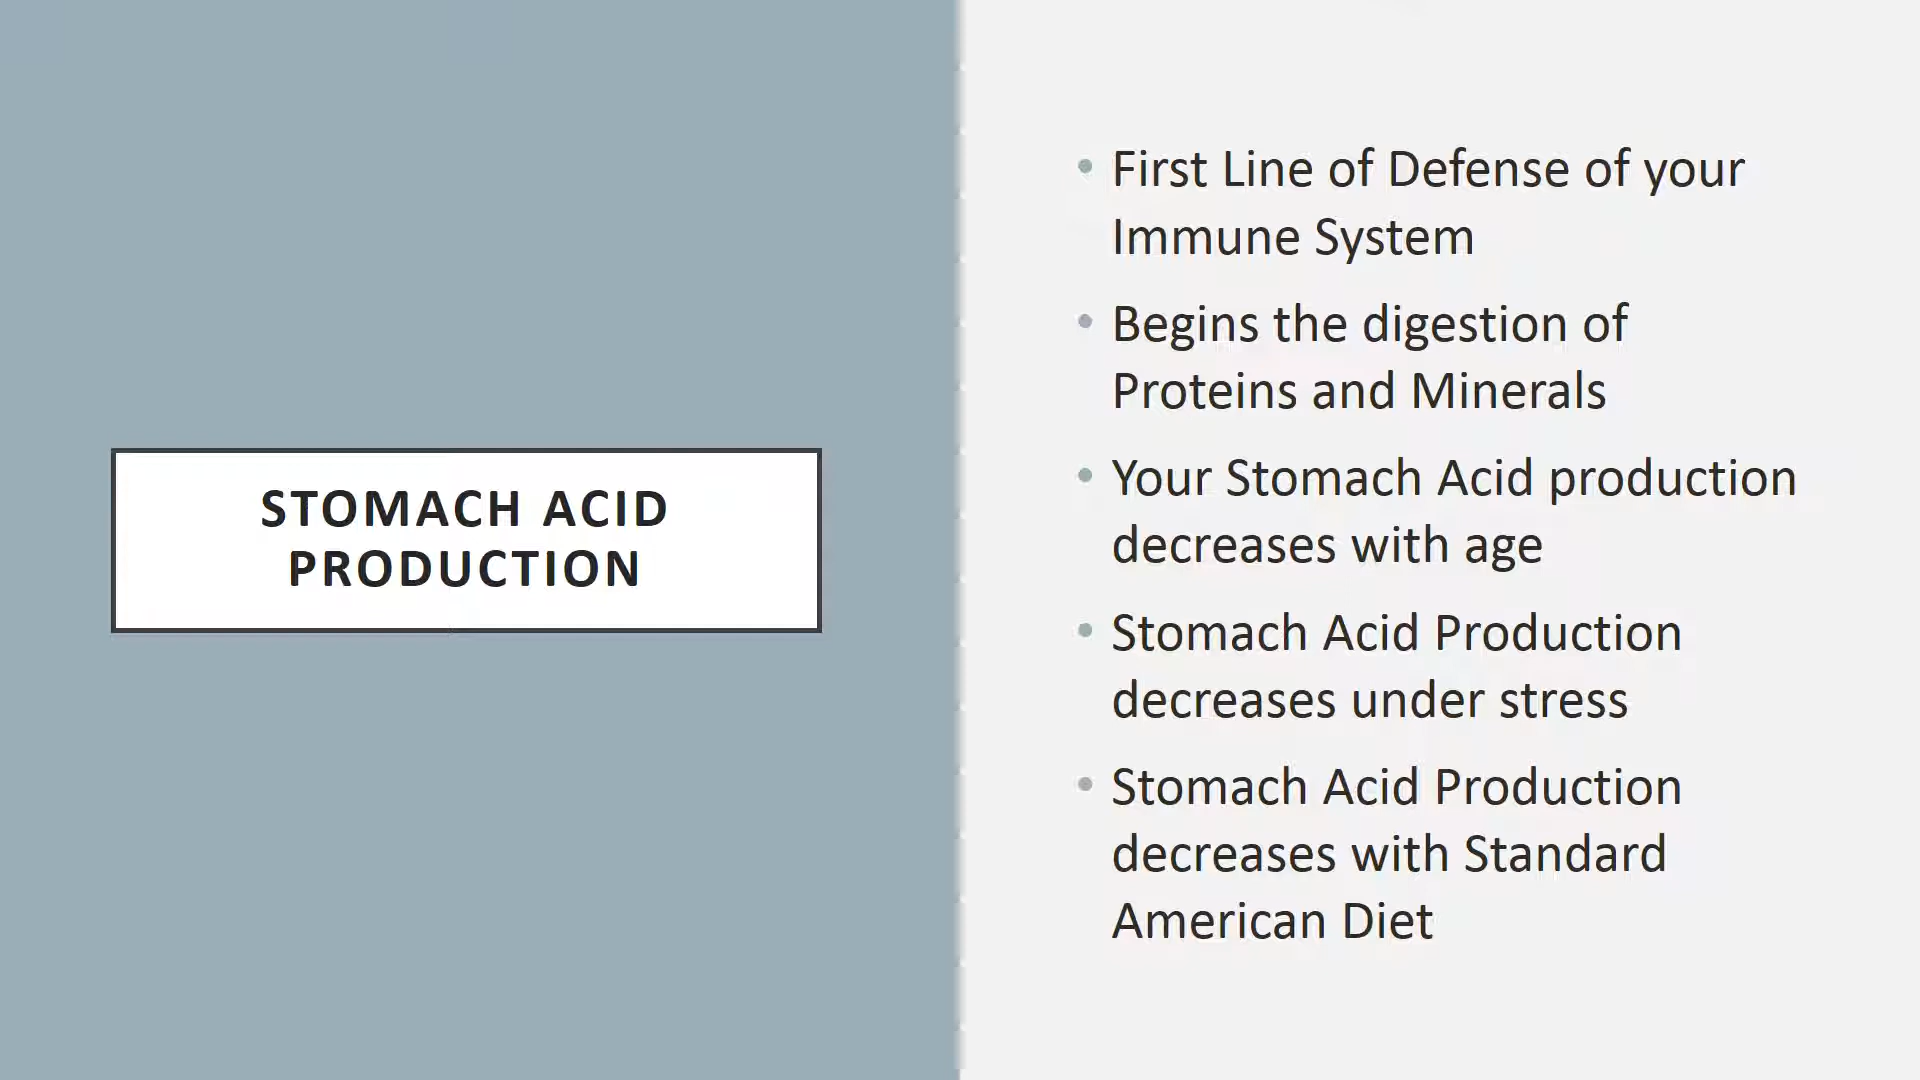 STOMACH ACID
PRODUCTION
• First Line of Defense of your
Immune System
• Begins the digestion of
Proteins and Minerals
• Your Stomach Acid production
decreases with age
• Stomach Acid Production
decreases under stress
• Stomach Acid Production
decreases with Standard
American Diet